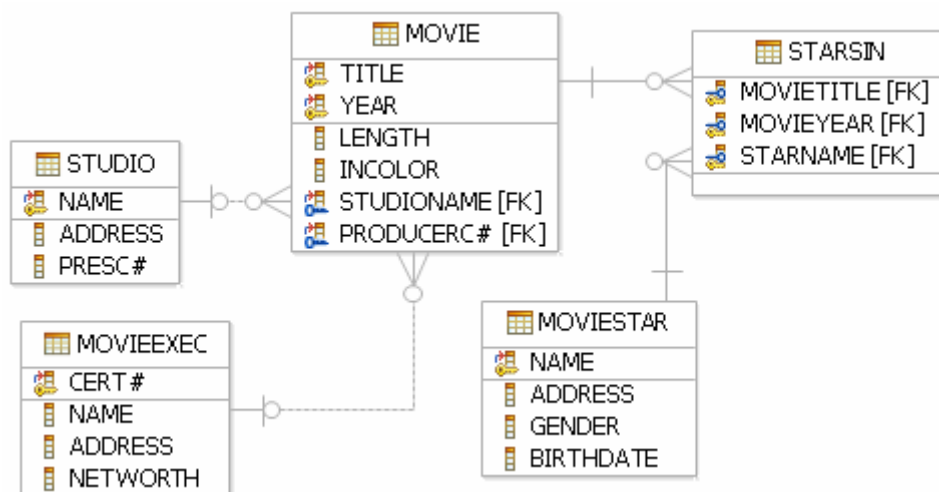 MOVIE
TITLE
YEAR
LENGTH
INCOLOR
STUDIONAME [FK]
PRODUCERC# [FK]
STARSIN
MOVIETITLE [FK]
MOVIEYEAR [FK]
STARNAME [FK]
STUDIO
NAME
ADDRESS
PRESC#
MOVIEEXEC
CERT#
NAME
ADDRESS
NETWORTH
MOVIESTAR
NAME
ADDRESS
GENDER
BIRTHDATE